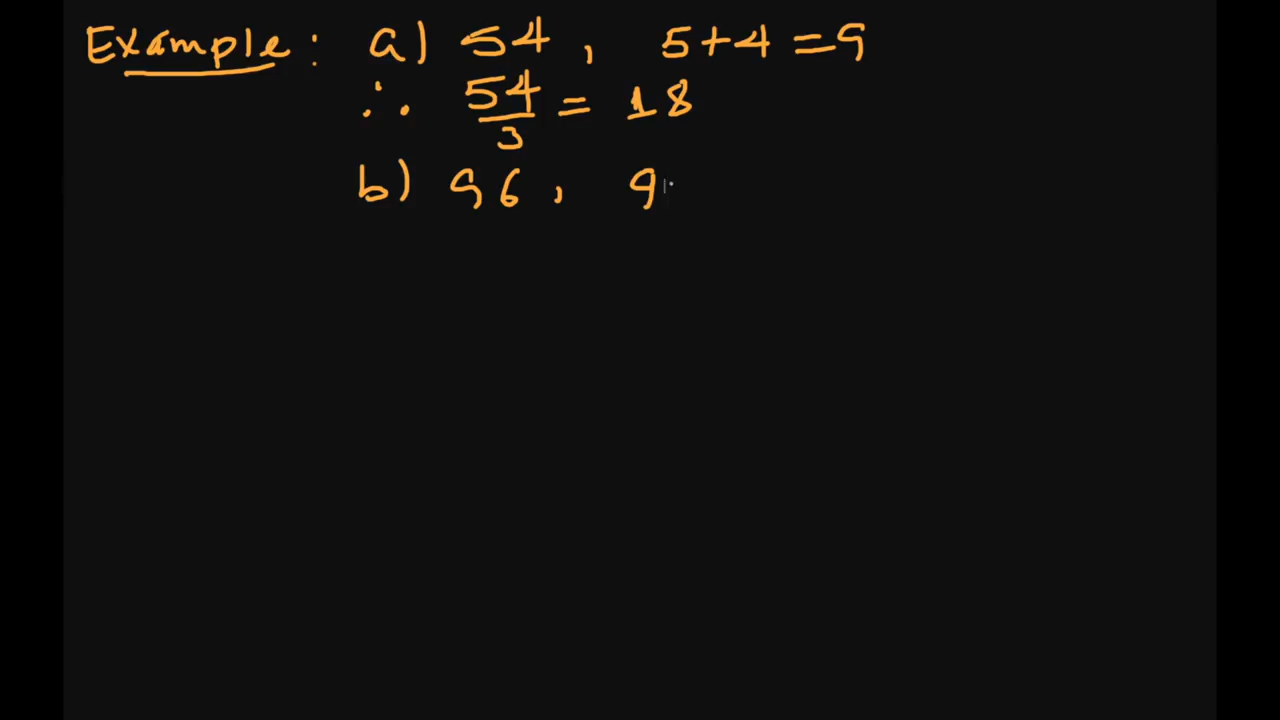 Example: a) 54, 5+4=9
∴ 54/3 = 18
b) 96, 9